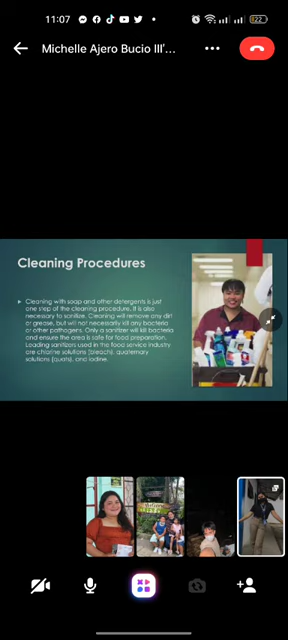 11:07
22
Michelle Ajero Bucio III'...
Cleaning Procedures
Cleaning with soap and other detergents is just
one step of the cleaning procedure. It is also
necessary to sanitize. Cleaning will remove any dirt
or grease, but will not necessarily kill any bacteria
or other pathogens. Only a sanitizer will kill bacteria
and ensure the area is safe for food preparation.
Leading sanitizers used in the food service industry
are chlorine solutions (bleach), quaternary
solutions (quats), and iodine.